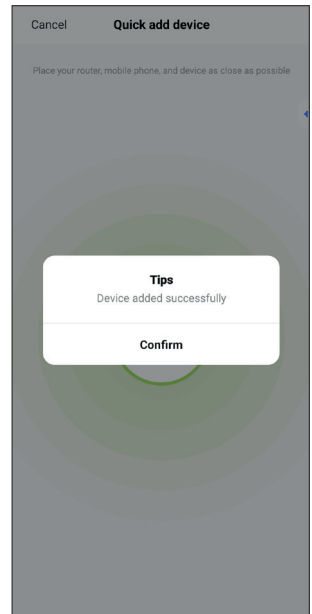 Cancel Quick add device
Place your router, mobile phone, and device as close as possible
Tips
Device added successfully
Confirm